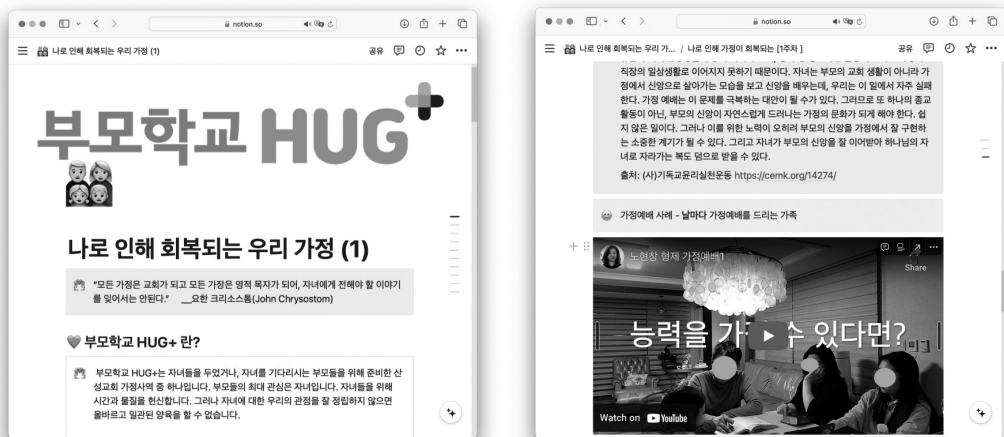 notion.so
나로 인해 회복되는 우리 가정 (1)
공유
부모학교 HUG+
나로 인해 회복되는 우리 가정 (1)
“모든 가정은 교회가 되고 모든 가장은 영적 목자가 되어, 자녀에게 전해야 할 이야기
를 잊어서는 안된다.” __요한 크리소스톰(John Chrysostom)
부모학교 HUG+ 란?
부모학교 HUG+는 자녀들을 두었거나, 자녀를 기다리시는 부모들을 위해 준비한 산
성교회 가정사역 중 하나입니다. 부모들의 최대 관심은 자녀입니다. 자녀들을 위해
시간과 물질을 헌신합니다. 그러나 자녀에 대한 우리의 관점을 잘 정립하지 않으면
올바르고 일관된 양육을 할 수 없습니다.
notion.so
나로 인해 회복되는 우리 가... / 나로 인해 가정이 회복되는 [1주차 ]
공유
직장의 일상생활로 이어지지 못하기 때문이다. 자녀는 부모의 교회 생활이 아니라 가
정에서 신앙으로 살아가는 모습을 보고 신앙을 배우는데, 우리는 이 일에서 자주 실패
한다. 가정 예배는 이 문제를 극복하는 대안이 될 수가 있다. 그러므로 또 하나의 종교
활동이 아닌, 부모의 신앙이 자연스럽게 드러나는 가정의 문화가 되게 해야 한다. 쉽
지 않은 일이다. 그러나 이를 위한 노력이 오히려 부모의 신앙을 가정에서 잘 구현하
는 소중한 계기가 될 수 있다. 그리고 자녀가 부모의 신앙을 잘 이어받아 하나님의 자
녀로 자라가는 복도 덤으로 받을 수 있다.
출처: (사)기독교윤리실천운동 https://cemk.org/14274/
가정예배 사례 - 날마다 가정예배를 드리는 가족
노현창 형제 가정예배1
Share
능력을 가 수 있다면?
Watch on YouTube